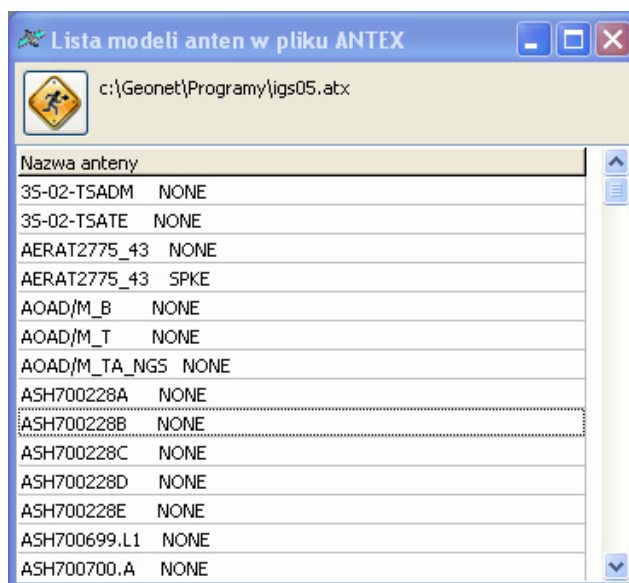 Lista modeli anten w pliku ANTEX
c:\Geonet\Programy\igs05.atx
Nazwa anteny
3S-02-TSADM NONE
3S-02-TSATE NONE
AERAT2775_43 NONE
AERAT2775_43 SPKE
AOAD/M_B NONE
AOAD/M_T NONE
AOAD/M_TA_NGS NONE
ASH700228A NONE
ASH700228B NONE
ASH700228C NONE
ASH700228D NONE
ASH700228E NONE
ASH700699.L1 NONE
ASH700700.A NONE